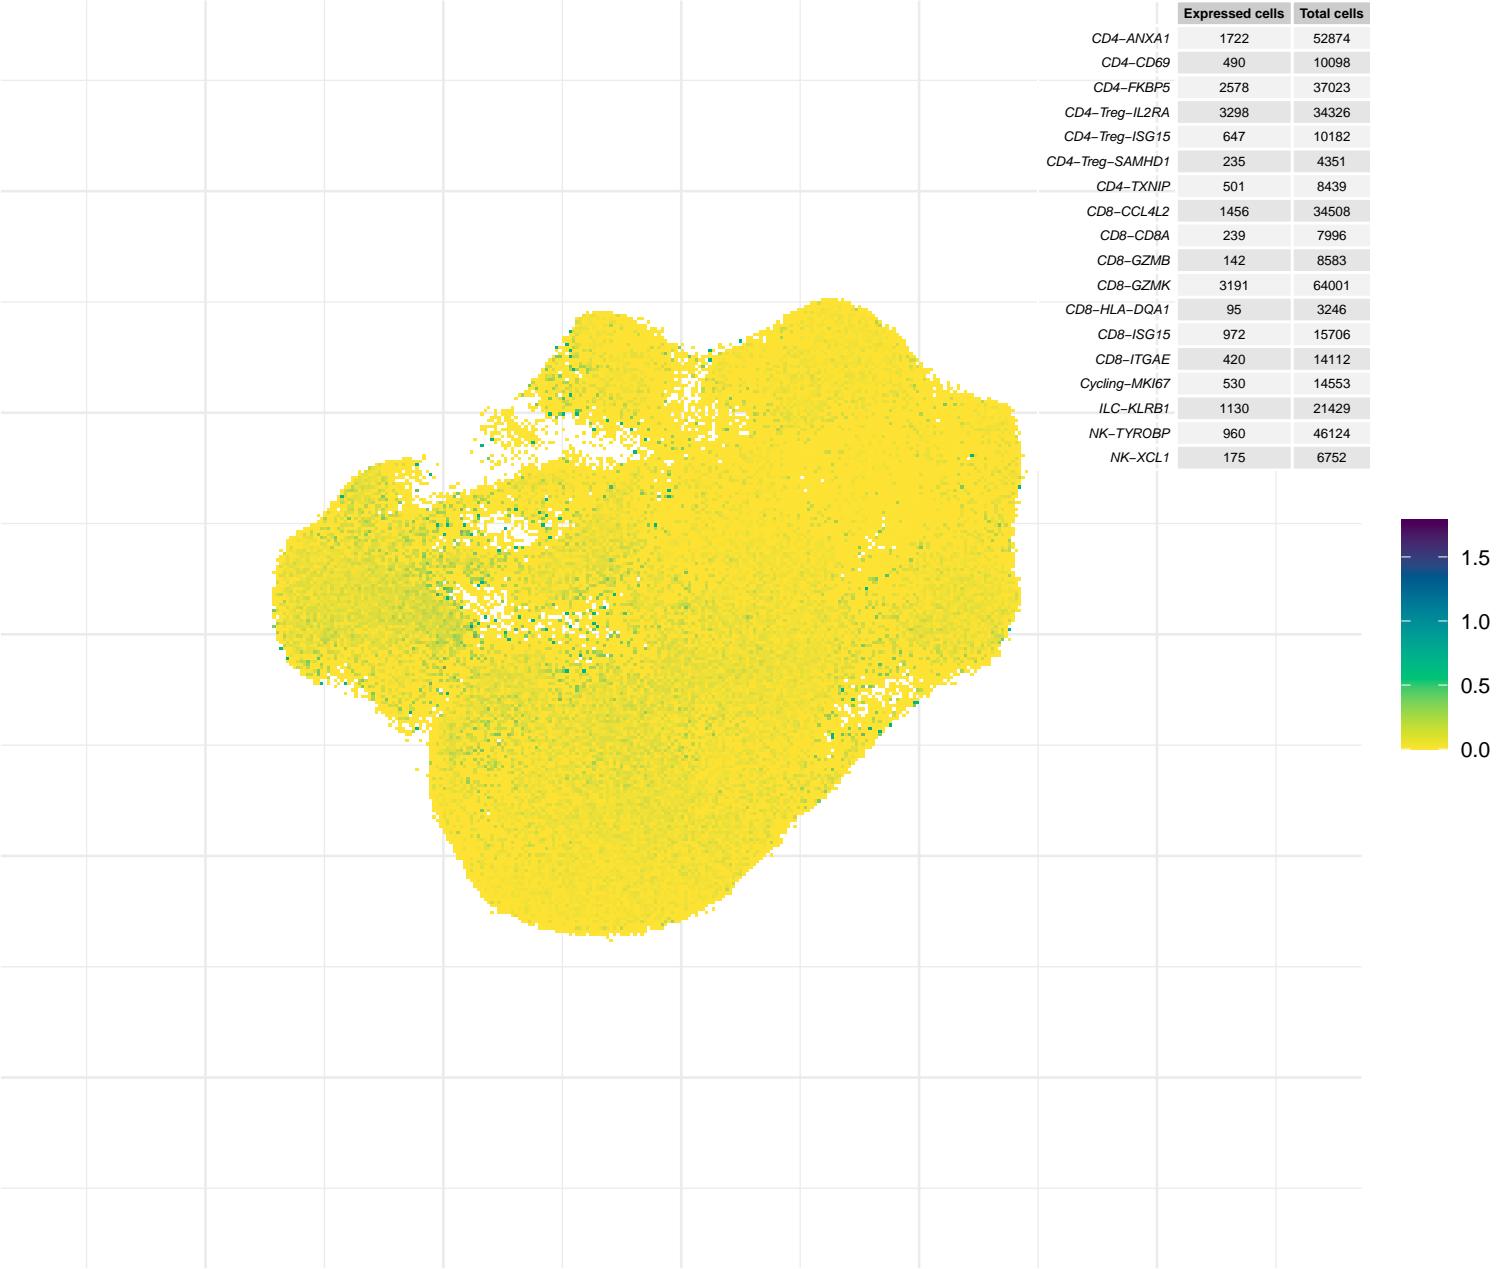 Expressed cells Total cells
CD4−ANXA1 1722 52874
CD4−CD69 490 10098
CD4−FKBP5 2578 37023
CD4−Treg−IL2RA 3298 34326
CD4−Treg−ISG15 647 10182
CD4−Treg−SAMHD1 235 4351
CD4−TXNIP 501 8439
CD8−CCL4L2 1456 34508
CD8−CD8A 239 7996
CD8−GZMB 142 8583
CD8−GZMK 3191 64001
CD8−HLA−DQA1 95 3246
CD8−ISG15 972 15706
CD8−ITGAE 420 14112
Cycling−MKI67 530 14553
ILC−KLRB1 1130 21429
NK−TYROBP 960 46124
NK−XCL1 175 6752
1.5
1.0
0.5
0.0